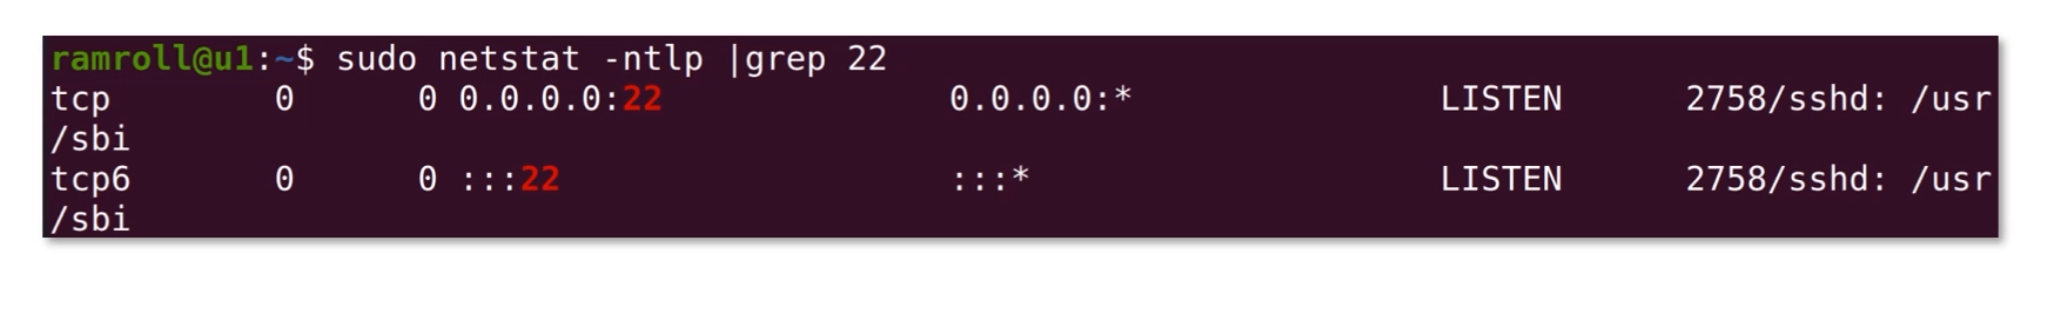 ramroll@u1:~$ sudo netstat -ntlp |grep 22
tcp        0      0 0.0.0.0:22              0.0.0.0:*               LISTEN      2758/sshd: /usr
/sbi
tcp6       0      0 :::22                   :::*                    LISTEN      2758/sshd: /usr
/sbi